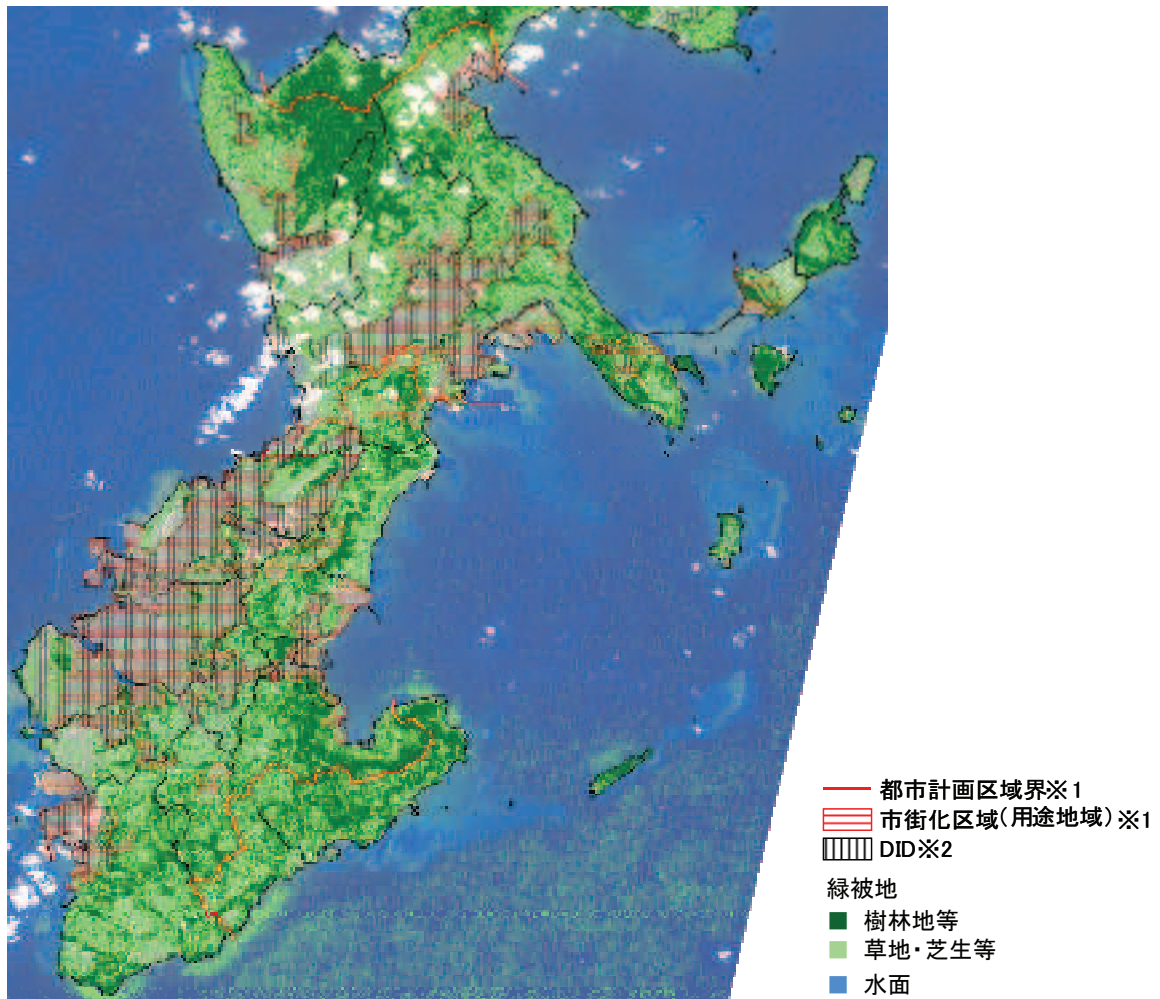 都市計画区域界※1
市街化区域(用途地域)※1
DID※2
緑被地
樹林地等
草地・芝生等
水面